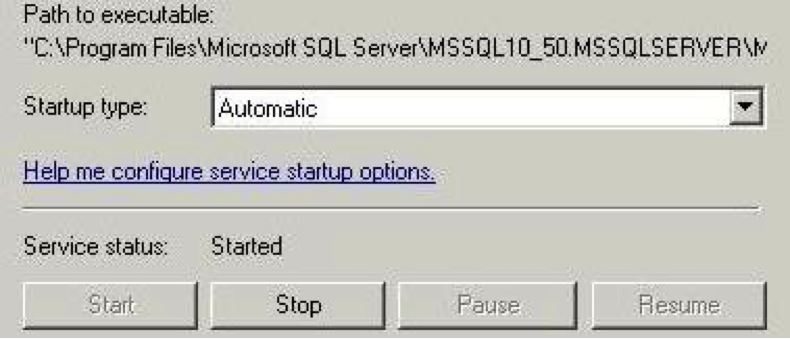 Path to executable:
"C:\Program Files\Microsoft SQL Server\MSSQL10_50.MSSQLSERVER\M
Startup type:
Automatic
Help me configure service startup options.
Service status:
Started
Start
Stop
Pause
Resume